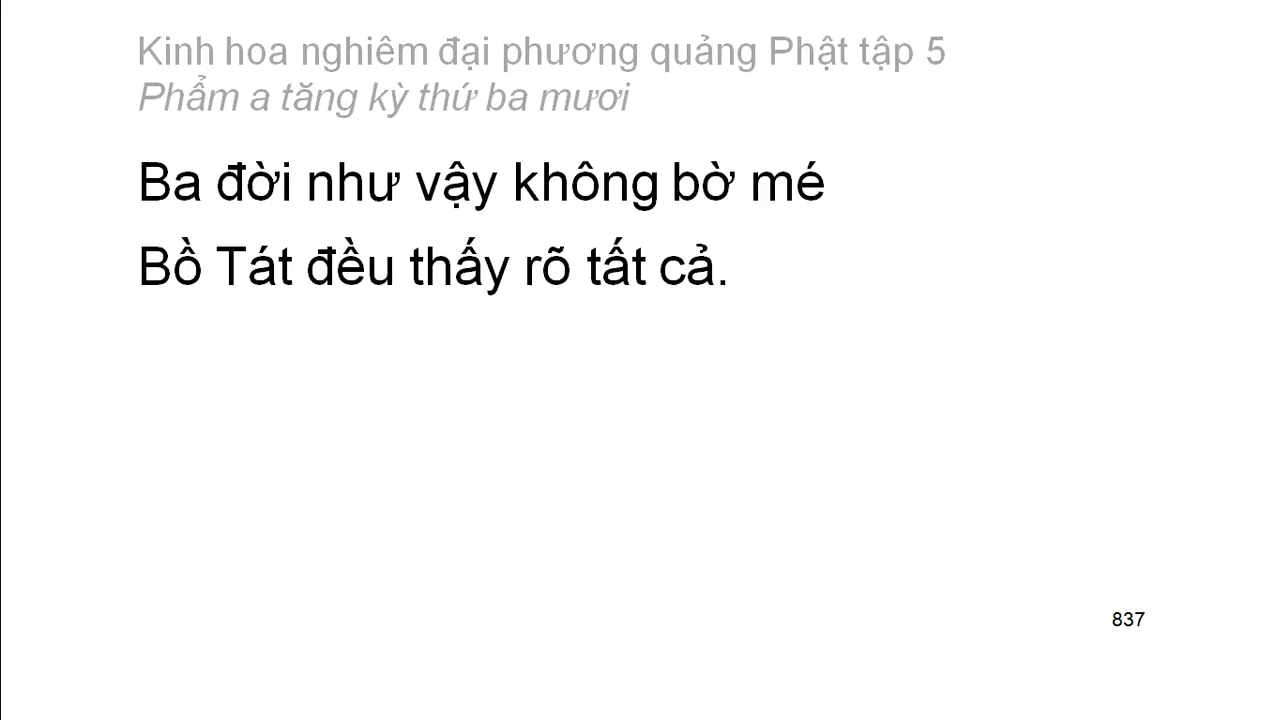 Kinh hoa nghiêm đại phương quảng Phật tập 5
Phẩm a tăng kỳ thứ ba mươi
Ba đời như vậy không bờ mé
Bồ Tát đều thấy rõ tất cả.
837